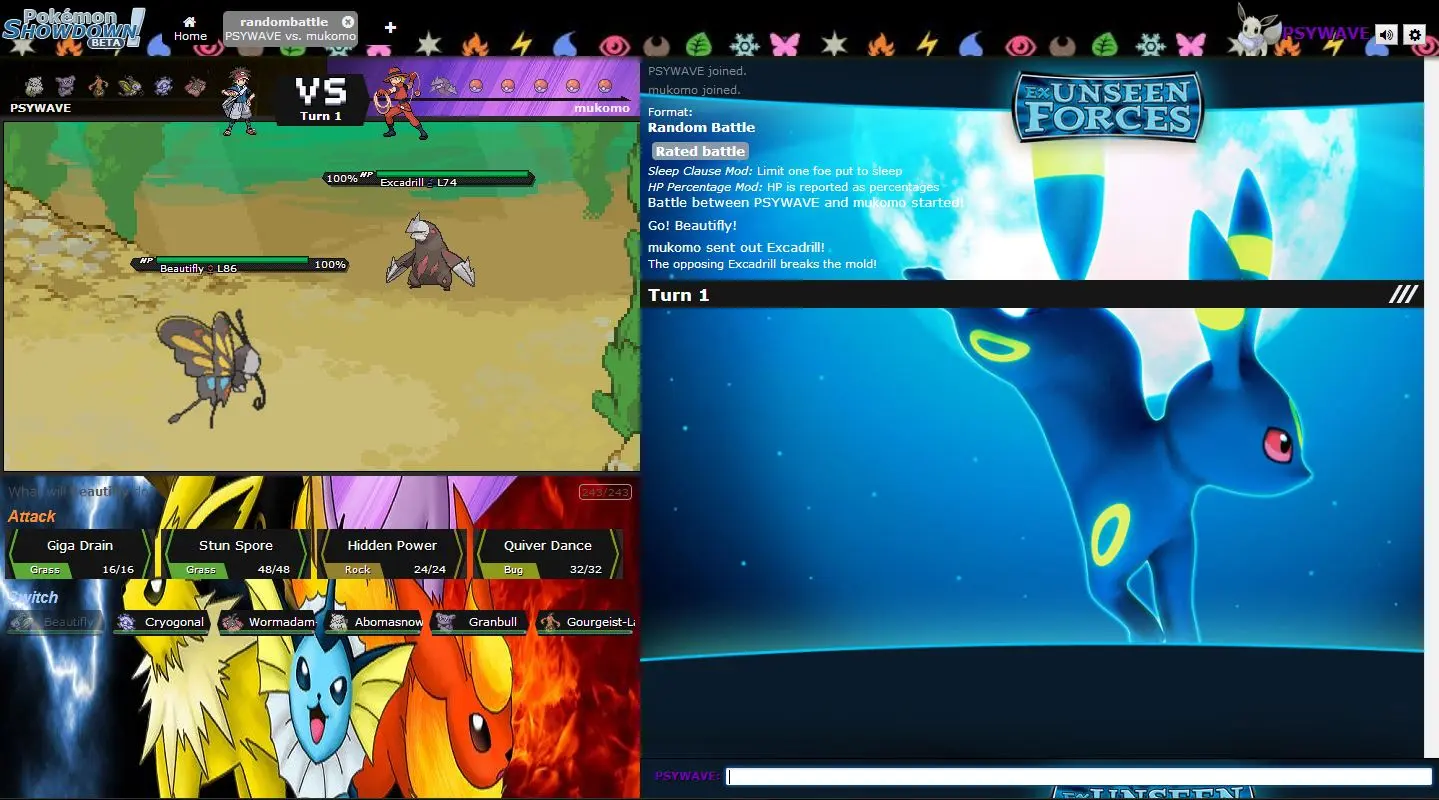 Pokémon
SHOWDOWN!
BETA
Home
randombattle
PSYWAVE vs. mukomo
+
PSYWAVE
PSYWAVE
VS
Turn 1
mukomo
100% HP
Excadrill L74
HP
Beautifly L86 100%
What will Beautifly do
243/243
Attack
Giga Drain
Grass 16/16
Stun Spore
Grass 48/48
Hidden Power
Rock 24/24
Quiver Dance
Bug 32/32
Switch
Beautifly
Cryogonal
Wormadam-
Abomasnow
Granbull
Gourgeist-La
PSYWAVE joined.
mukomo joined.
Format:
Random Battle
Rated battle
Sleep Clause Mod: Limit one foe put to sleep
HP Percentage Mod: HP is reported as percentages
Battle between PSYWAVE and mukomo started!
Go! Beautifly!
mukomo sent out Excadrill!
The opposing Excadrill breaks the mold!
Turn 1
EX UNSEEN
FORCES
PSYWAVE:
EX UNSEEN